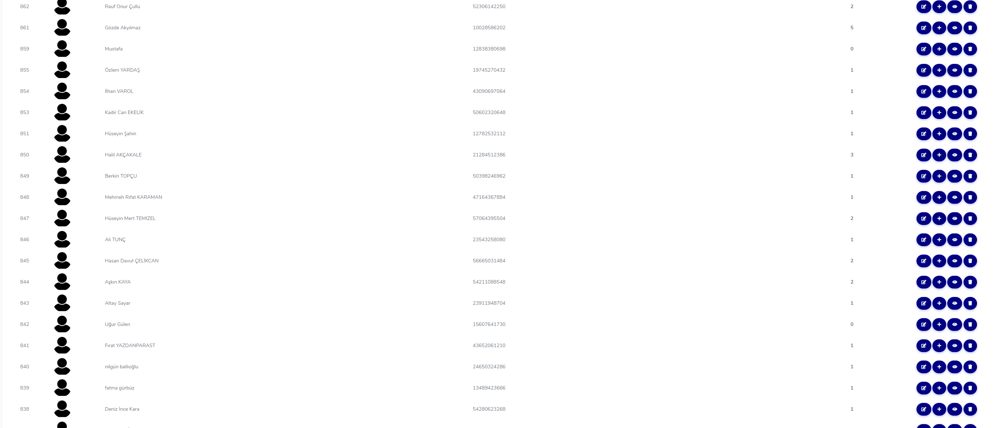 862 Rauf Onur Çullu 52306142250 2
861 Gözde Akyılmaz 10028586202 5
859 Mustafa 12838380698 0
855 Özlem YARDAŞ 19745270432 1
854 İlhan VAROL 43090697064 1
853 Kadir Can EKELİK 50602320648 1
851 Hüseyin Şahin 12782532112 1
850 Halil AKÇAKALE 21284512386 3
849 Berkin TOPÇU 50398246962 1
848 Mehmeh Rıfat KARAMAN 47164367884 1
847 Hüseyin Mert TEMİZEL 57064395504 2
846 Ali TUNÇ 23543258080 1
845 Hasan Davut ÇELİKCAN 56665031484 2
844 Aşkın KAYA 54211088548 2
843 Altay Sayar 23911948704 1
842 Uğur Gülen 15607641730 0
841 Fırat YAZDANPARAST 43652061210 1
840 nilgün ballıoğlu 24650324286 1
839 fatma gürbüz 13489423666 1
838 Deniz İnce Kara 54280623268 1